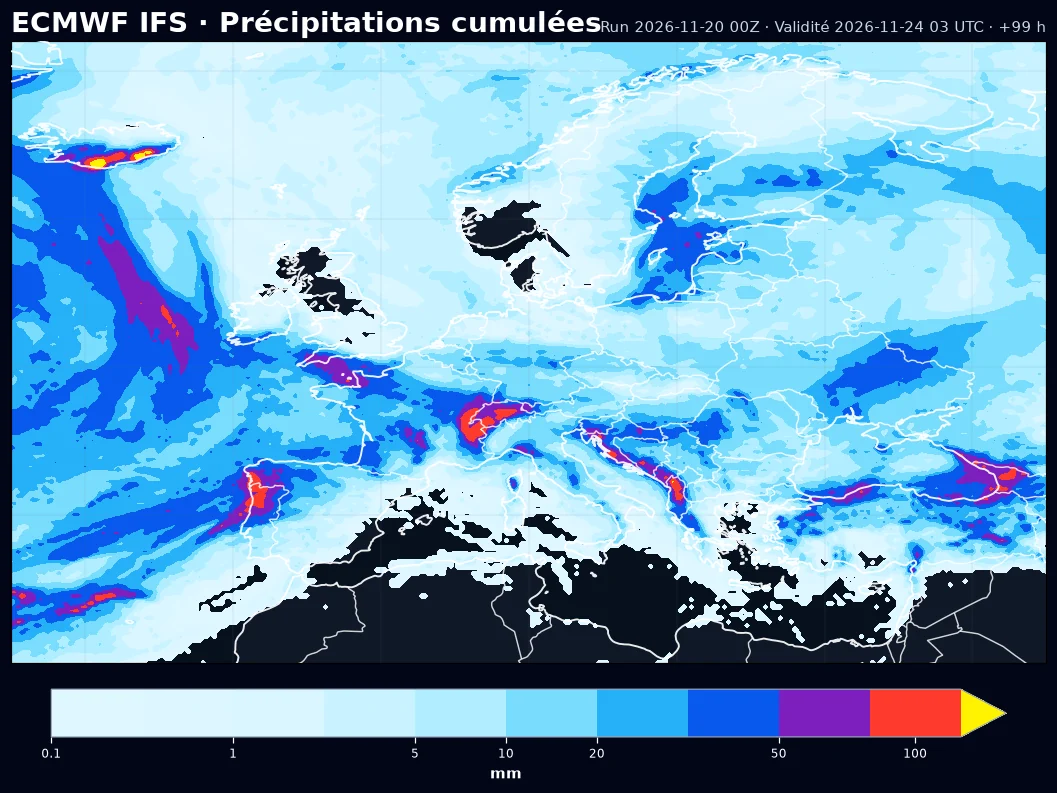 ECMWF IFS · Précipitations cumulées
Run 2026-11-20 00Z · Validité 2026-11-24 03 UTC · +99 h
0.1 1 5 10 20 50 100
mm